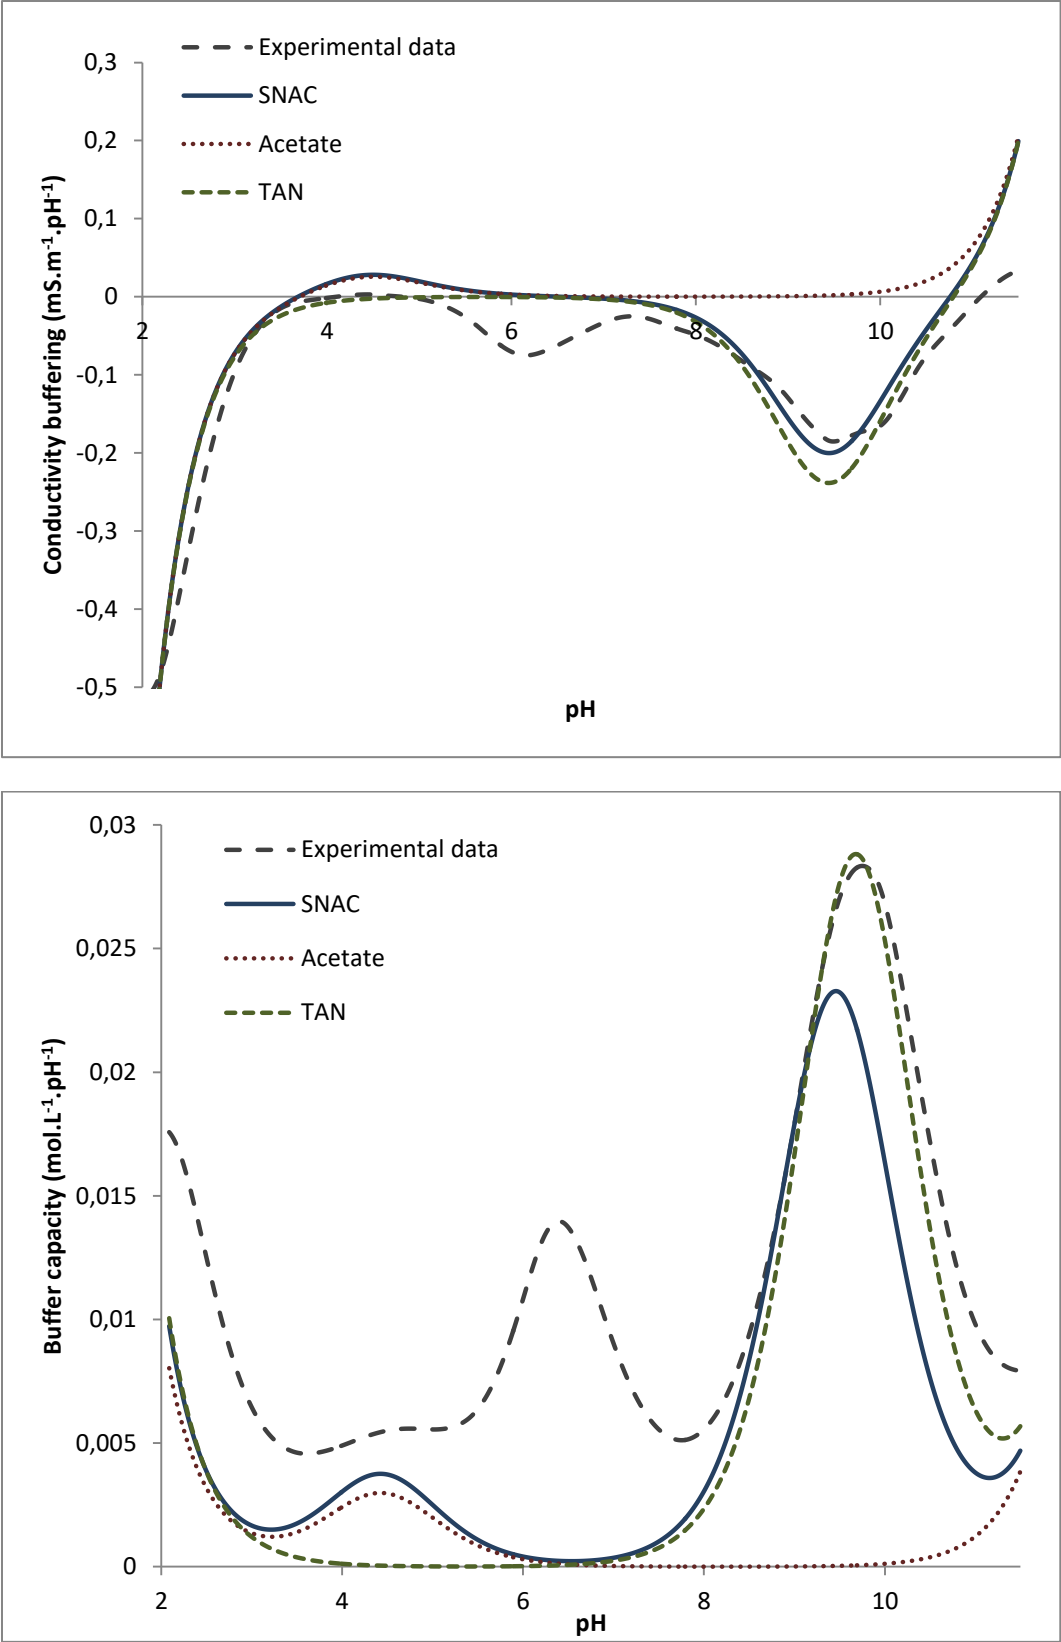 Experimental data
SNAC
Acetate
TAN
0,3
0,2
0,1
0
-0,1
-0,2
-0,3
-0,4
-0,5
2 4 6 8 10
Conductivity buffering (mS.m⁻¹.pH⁻¹)
pH
Experimental data
SNAC
Acetate
TAN
0,03
0,025
0,02
0,015
0,01
0,005
0
2 4 6 8 10
Buffer capacity (mol.L⁻¹.pH⁻¹)
pH